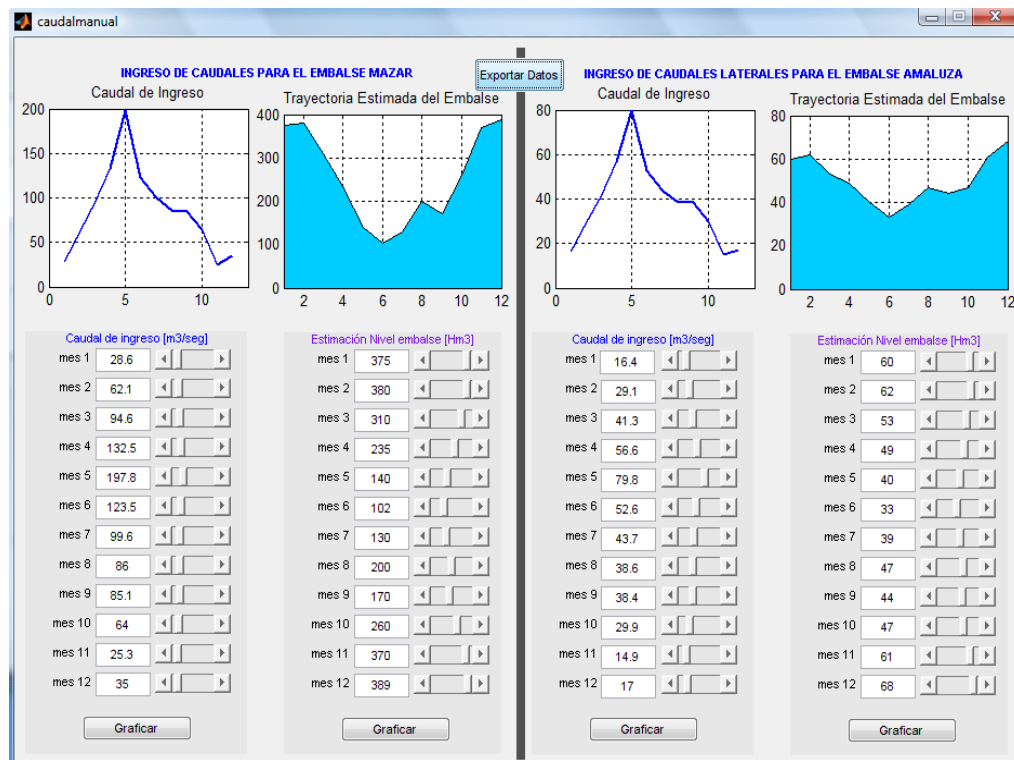 caudalmanual
INGRESO DE CAUDALES PARA EL EMBALSE MAZAR
Exportar Datos
INGRESO DE CAUDALES LATERALES PARA EL EMBALSE AMALUZA
Caudal de Ingreso
200
150
100
50
0
0 5 10
Trayectoria Estimada del Embalse
400
300
200
100
0
2 4 6 8 10 12
Caudal de Ingreso
80
60
40
20
0
0 5 10
Trayectoria Estimada del Embalse
80
60
40
20
0
2 4 6 8 10 12
Caudal de ingreso [m3/seg]
mes 1 28.6
mes 2 62.1
mes 3 94.6
mes 4 132.5
mes 5 197.8
mes 6 123.5
mes 7 99.6
mes 8 86
mes 9 85.1
mes 10 64
mes 11 25.3
mes 12 35
Graficar
Estimación Nivel embalse [Hm3]
mes 1 375
mes 2 380
mes 3 310
mes 4 235
mes 5 140
mes 6 102
mes 7 130
mes 8 200
mes 9 170
mes 10 260
mes 11 370
mes 12 389
Graficar
Caudal de ingreso [m3/seg]
mes 1 16.4
mes 2 29.1
mes 3 41.3
mes 4 56.6
mes 5 79.8
mes 6 52.6
mes 7 43.7
mes 8 38.6
mes 9 38.4
mes 10 29.9
mes 11 14.9
mes 12 17
Graficar
Estimación Nivel embalse [Hm3]
mes 1 60
mes 2 62
mes 3 53
mes 4 49
mes 5 40
mes 6 33
mes 7 39
mes 8 47
mes 9 44
mes 10 47
mes 11 61
mes 12 68
Graficar